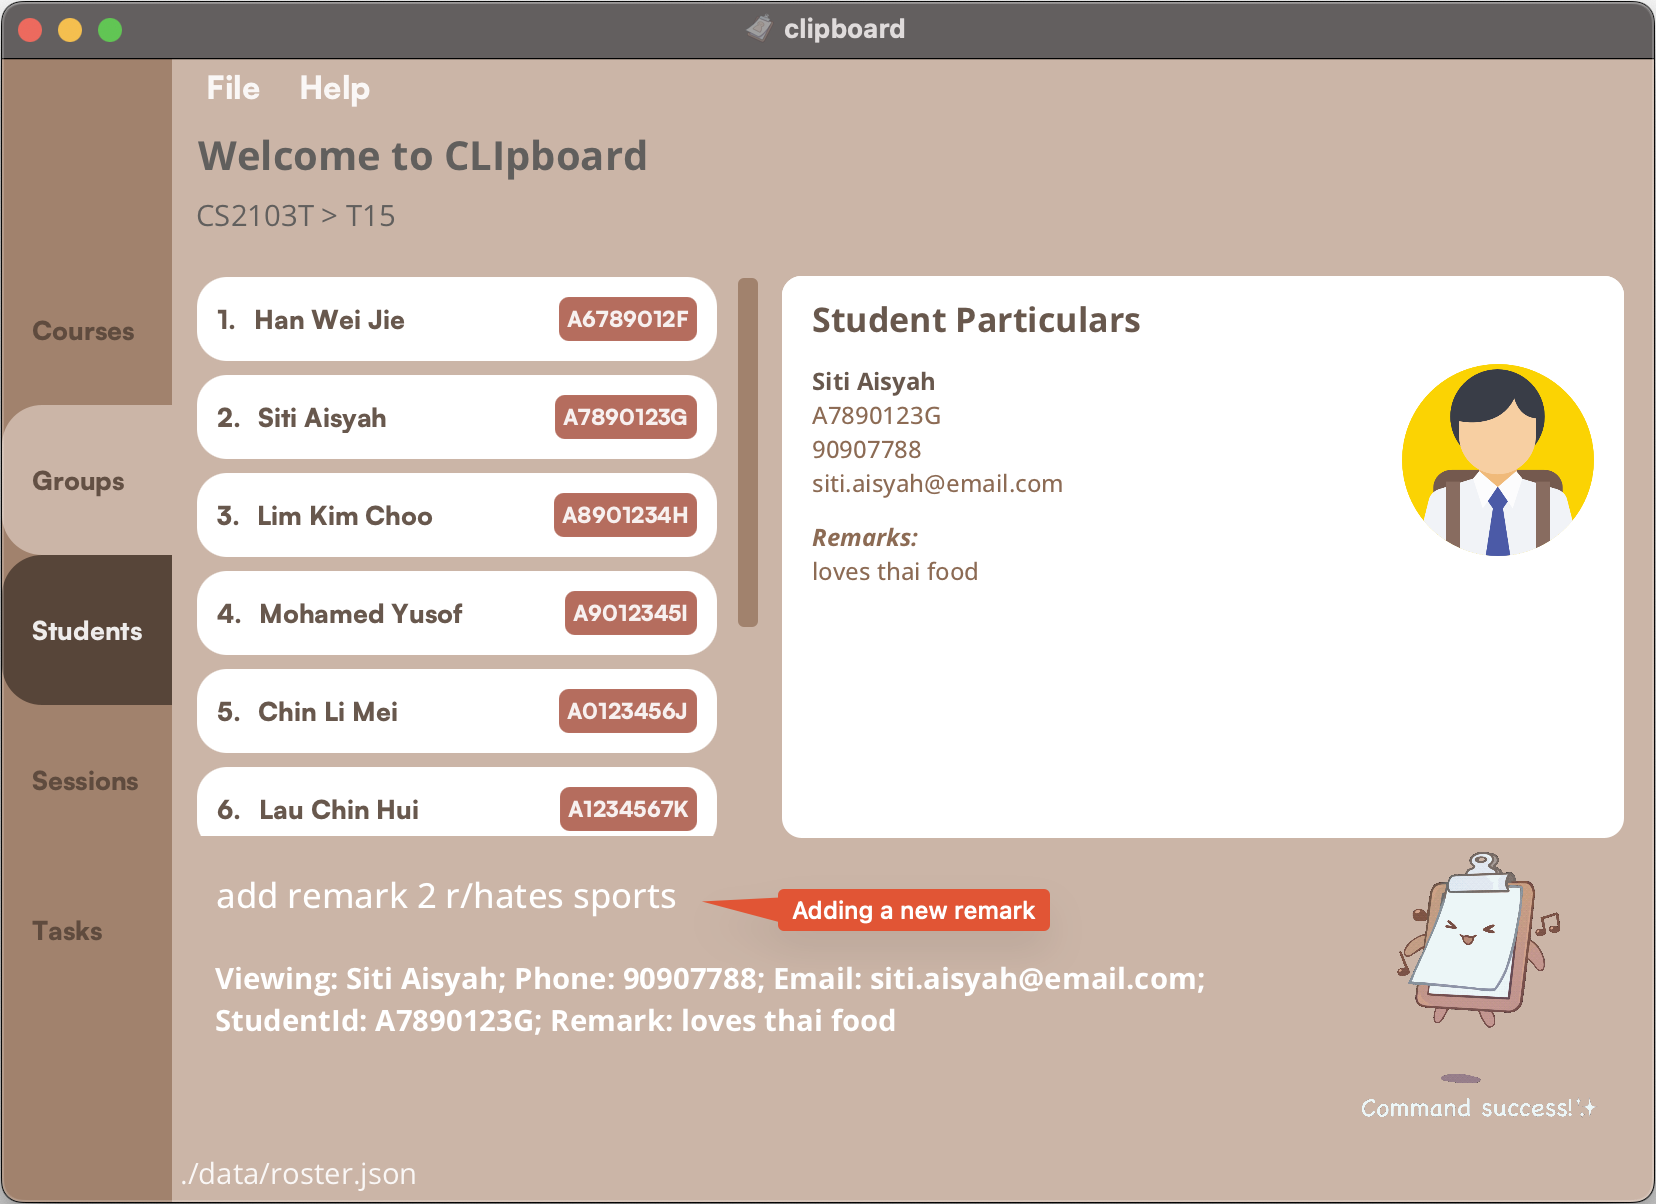 clipboard
File Help
Welcome to CLIpboard
CS2103T > T15
Courses
Groups
Students
Sessions
Tasks
1. Han Wei Jie A6789012F
2. Siti Aisyah A7890123G
3. Lim Kim Choo A8901234H
4. Mohamed Yusof A9012345I
5. Chin Li Mei A0123456J
6. Lau Chin Hui A1234567K
Student Particulars
Siti Aisyah
A7890123G
90907788
siti.aisyah@email.com
Remarks:
loves thai food
add remark 2 r/hates sports
Adding a new remark
Viewing: Siti Aisyah; Phone: 90907788; Email: siti.aisyah@email.com;
StudentId: A7890123G; Remark: loves thai food
Command success!
./data/roster.json